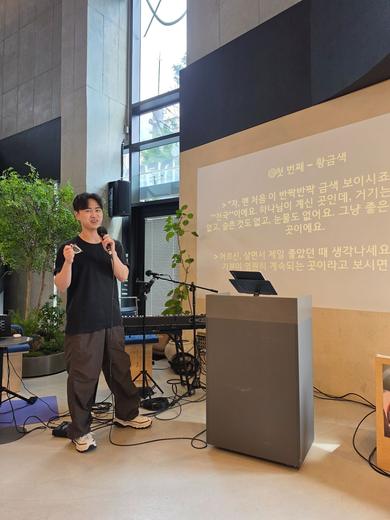 @첫 번째 – 황금색
> "자, 맨 처음 이 반짝반짝 금색 보이시죠
**천국**이에요. 하나님이 계신 곳인데, 거기는
없고, 슬픈 것도 없고, 눈물도 없어요. 그냥 좋은
곳이에요.
> 어르신, 살면서 제일 좋았던 때 생각나세요
계속되는 곳이라고 보시면